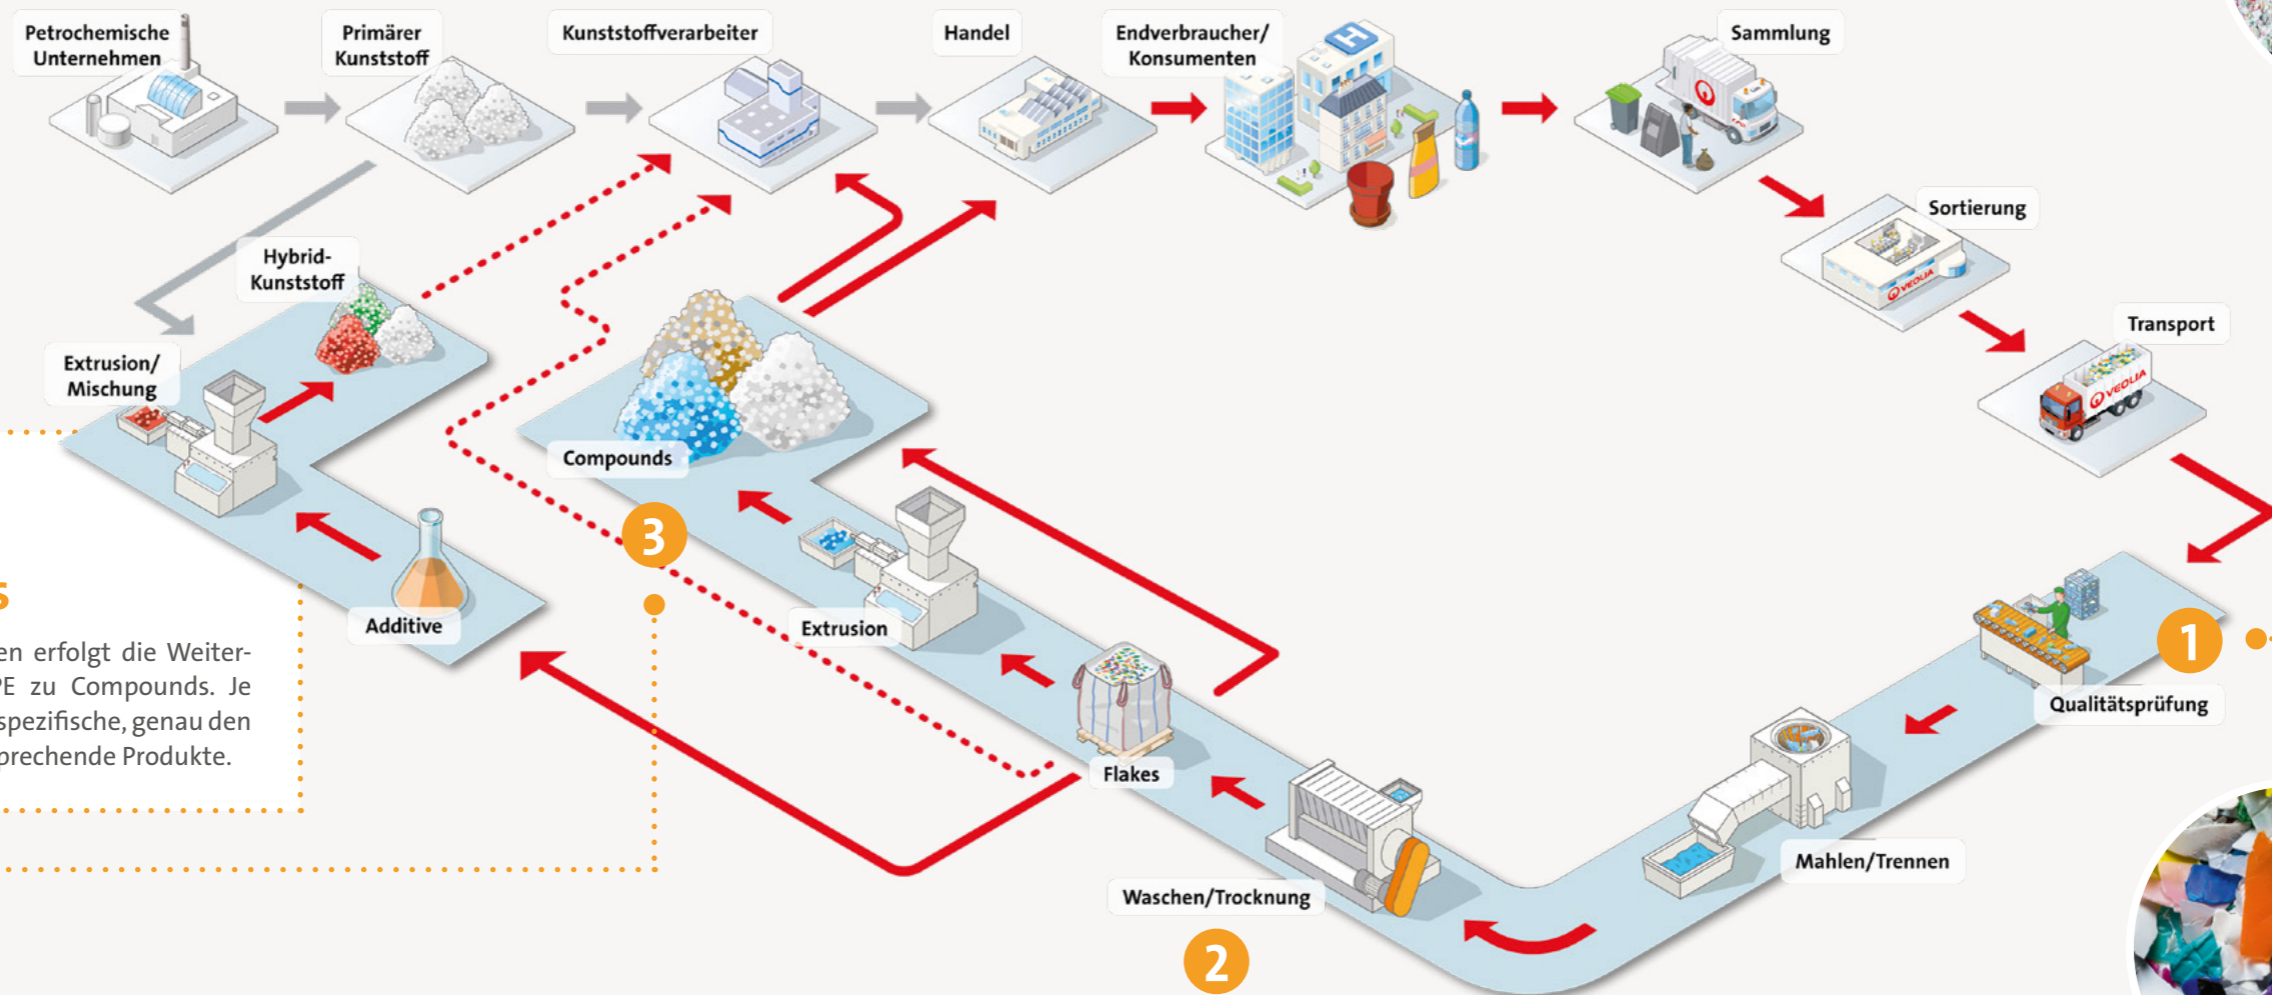 Petrochemische
Unternehmen
Primärer
Kunststoff
Kunststoffverarbeiter
Handel
Endverbraucher/
Konsumenten
Sammlung
Sortierung
VEOLIA
Transport
VEOLIA
Hybrid-
Kunststoff
Extrusion/
Mischung
Compounds
3
Additive
Extrusion
Flakes
1
Qualitätsprüfung
Mahlen/Trennen
Waschen/Trocknung
2
s
en erfolgt die Weiter-
PE zu Compounds. Je
spezifische, genau den
prechende Produkte.